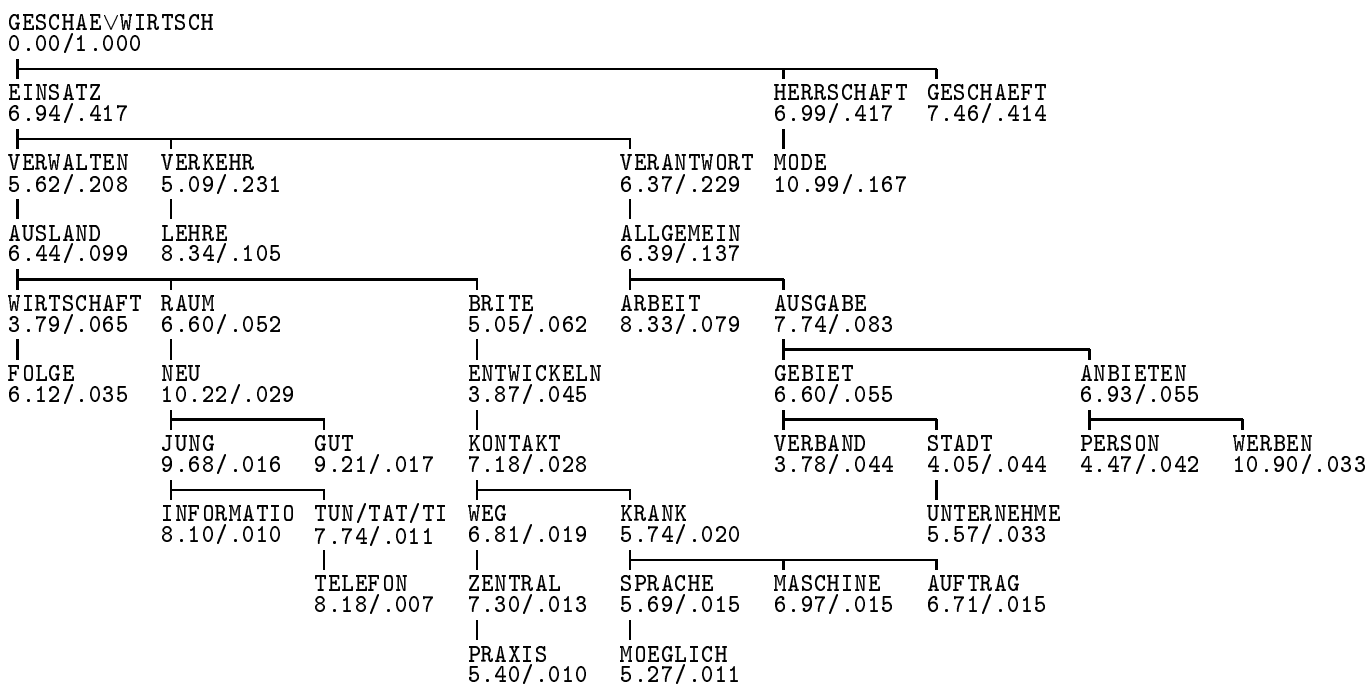 GESCHAE∨WIRTSCH
0.00/1.000
EINSATZ HERRSCHAFT GESCHAEFT
6.94/.417 6.99/.417 7.46/.414
VERWALTEN VERKEHR VERANTWORT MODE
5.62/.208 5.09/.231 6.37/.229 10.99/.167
AUSLAND LEHRE ALLGEMEIN
6.44/.099 8.34/.105 6.39/.137
WIRTSCHAFT RAUM BRITE ARBEIT AUSGABE
3.79/.065 6.60/.052 5.05/.062 8.33/.079 7.74/.083
FOLGE NEU ENTWICKELN GEBIET ANBIETEN
6.12/.035 10.22/.029 3.87/.045 6.60/.055 6.93/.055
JUNG GUT KONTAKT VERBAND STADT PERSON WERBEN
9.68/.016 9.21/.017 7.18/.028 3.78/.044 4.05/.044 4.47/.042 10.90/.033
INFORMATIO TUN/TAT/TI WEG KRANK UNTERNEHME
8.10/.010 7.74/.011 6.81/.019 5.74/.020 5.57/.033
TELEFON ZENTRAL SPRACHE MASCHINE AUFTRAG
8.18/.007 7.30/.013 5.69/.015 6.97/.015 6.71/.015
PRAXIS MOEGLICH
5.40/.010 5.27/.011